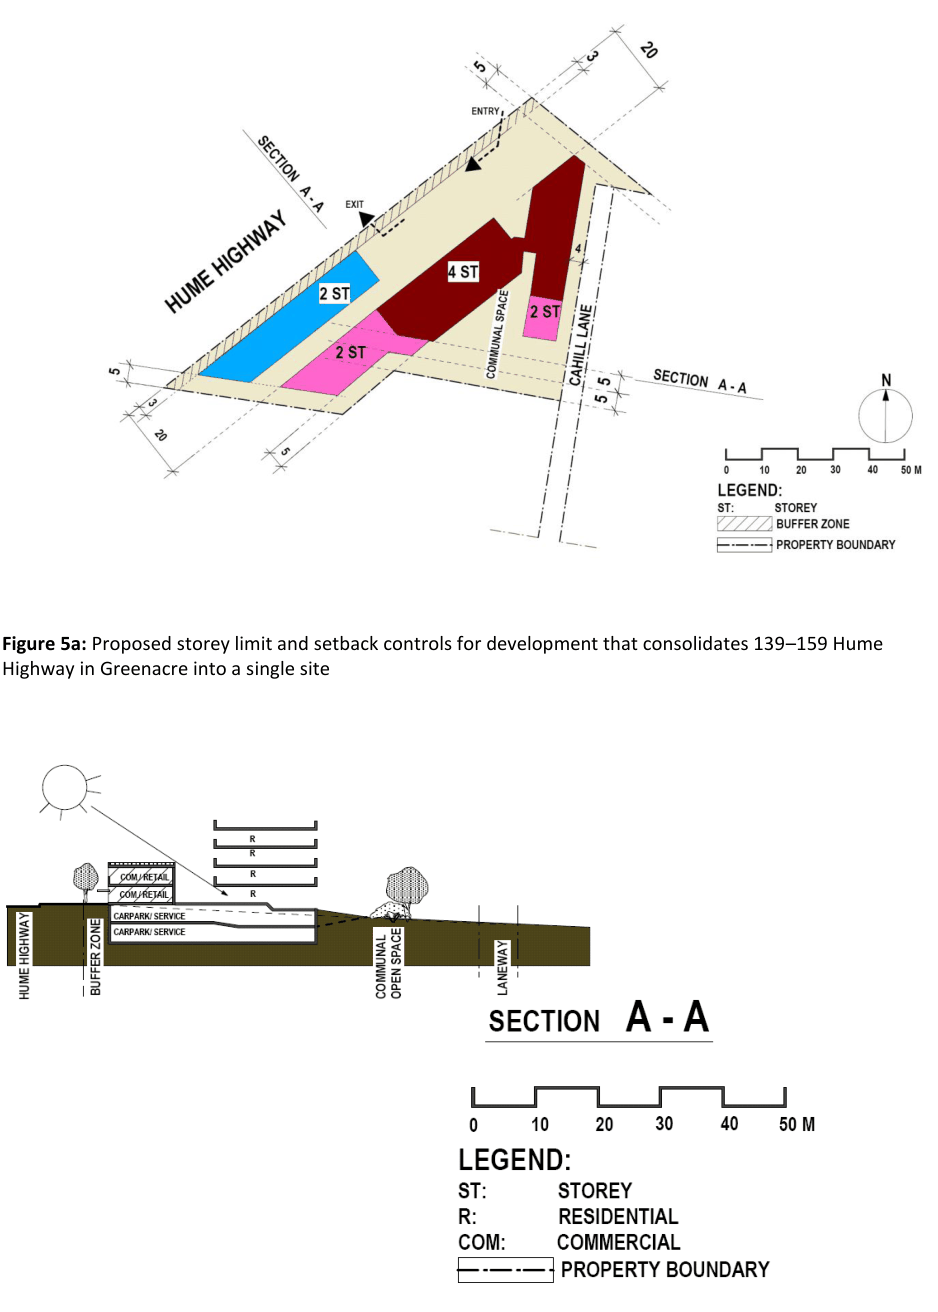 20
3
5
ENTRY
SECTION A - A
EXIT
HUME HIGHWAY
4
4 ST
2 ST
2 ST
2 ST
COMMUNAL SPACE
CAHILL LANE
5
3
20
5
5
5
SECTION A - A
N
0 10 20 30 40 50 M
LEGEND:
ST: STOREY
BUFFER ZONE
PROPERTY BOUNDARY
Figure 5a: Proposed storey limit and setback controls for development that consolidates 139–159 Hume
Highway in Greenacre into a single site
R
R
R
R
COM./ RETAIL
COM./ RETAIL
CARPARK/ SERVICE
CARPARK/ SERVICE
HUME HIGHWAY
BUFFER ZONE
COMMUNAL
OPEN SPACE
LANEWAY
SECTION A - A
0 10 20 30 40 50 M
LEGEND:
ST: STOREY
R: RESIDENTIAL
COM: COMMERCIAL
PROPERTY BOUNDARY